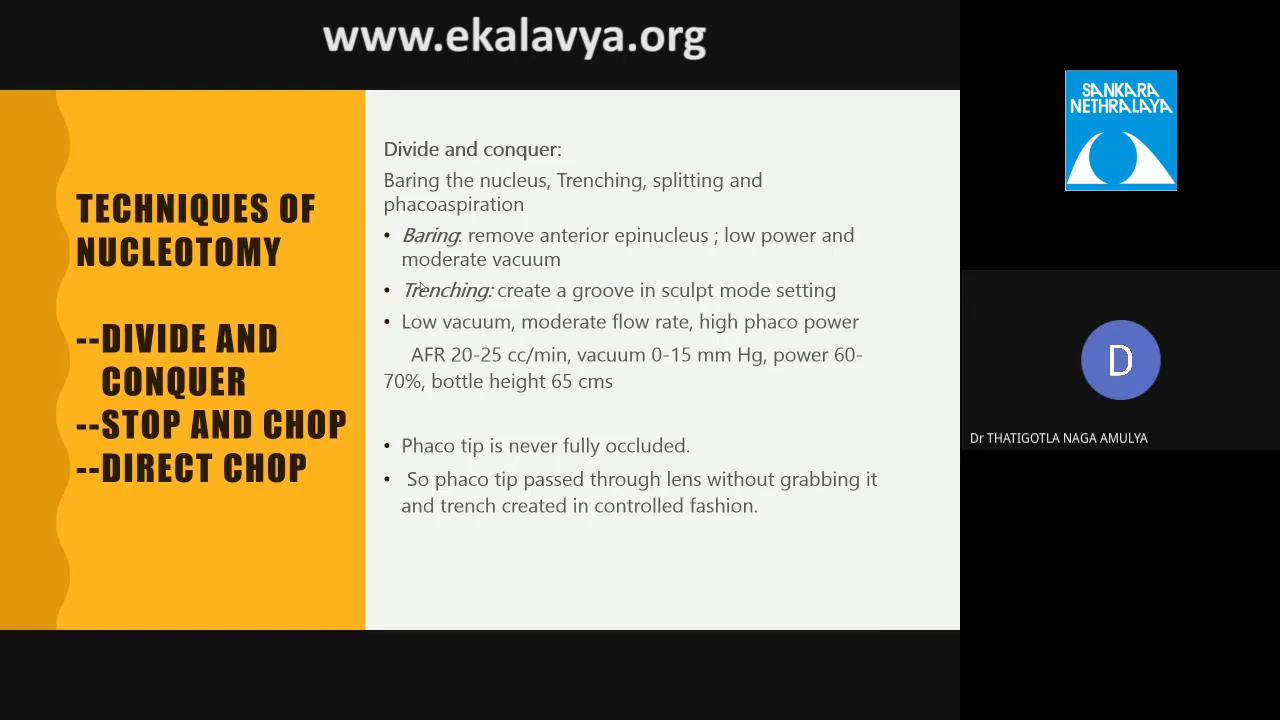 www.ekalavya.org
TECHNIQUES OF
NUCLEOTOMY
--DIVIDE AND
CONQUER
--STOP AND CHOP
--DIRECT CHOP
Divide and conquer:
Baring the nucleus, Trenching, splitting and
phacoaspiration
• Baring: remove anterior epinucleus ; low power and
moderate vacuum
• Trenching: create a groove in sculpt mode setting
• Low vacuum, moderate flow rate, high phaco power
AFR 20-25 cc/min, vacuum 0-15 mm Hg, power 60-
70%, bottle height 65 cms
• Phaco tip is never fully occluded.
• So phaco tip passed through lens without grabbing it
and trench created in controlled fashion.
SANKARA
NETHRALAYA
D
Dr THATIGOTLA NAGA AMULYA